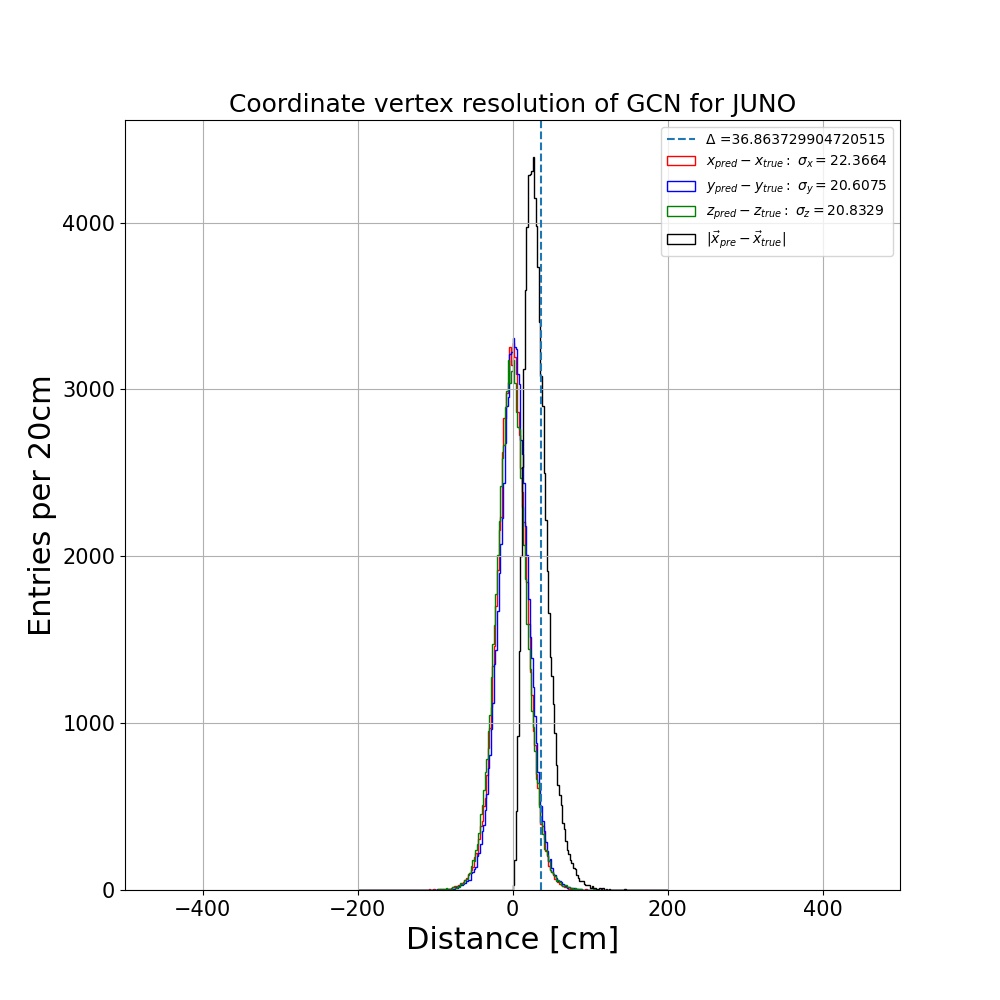 Coordinate vertex resolution of GCN for JUNO
Δ =36.863729904720515
x_pred − x_true : σ_x = 22.3664
y_pred − y_true : σ_y = 20.6075
z_pred − z_true : σ_z = 20.8329
|x⃗_pre − x⃗_true|
Entries per 20cm
4000
3000
2000
1000
0
−400 −200 0 200 400
Distance [cm]